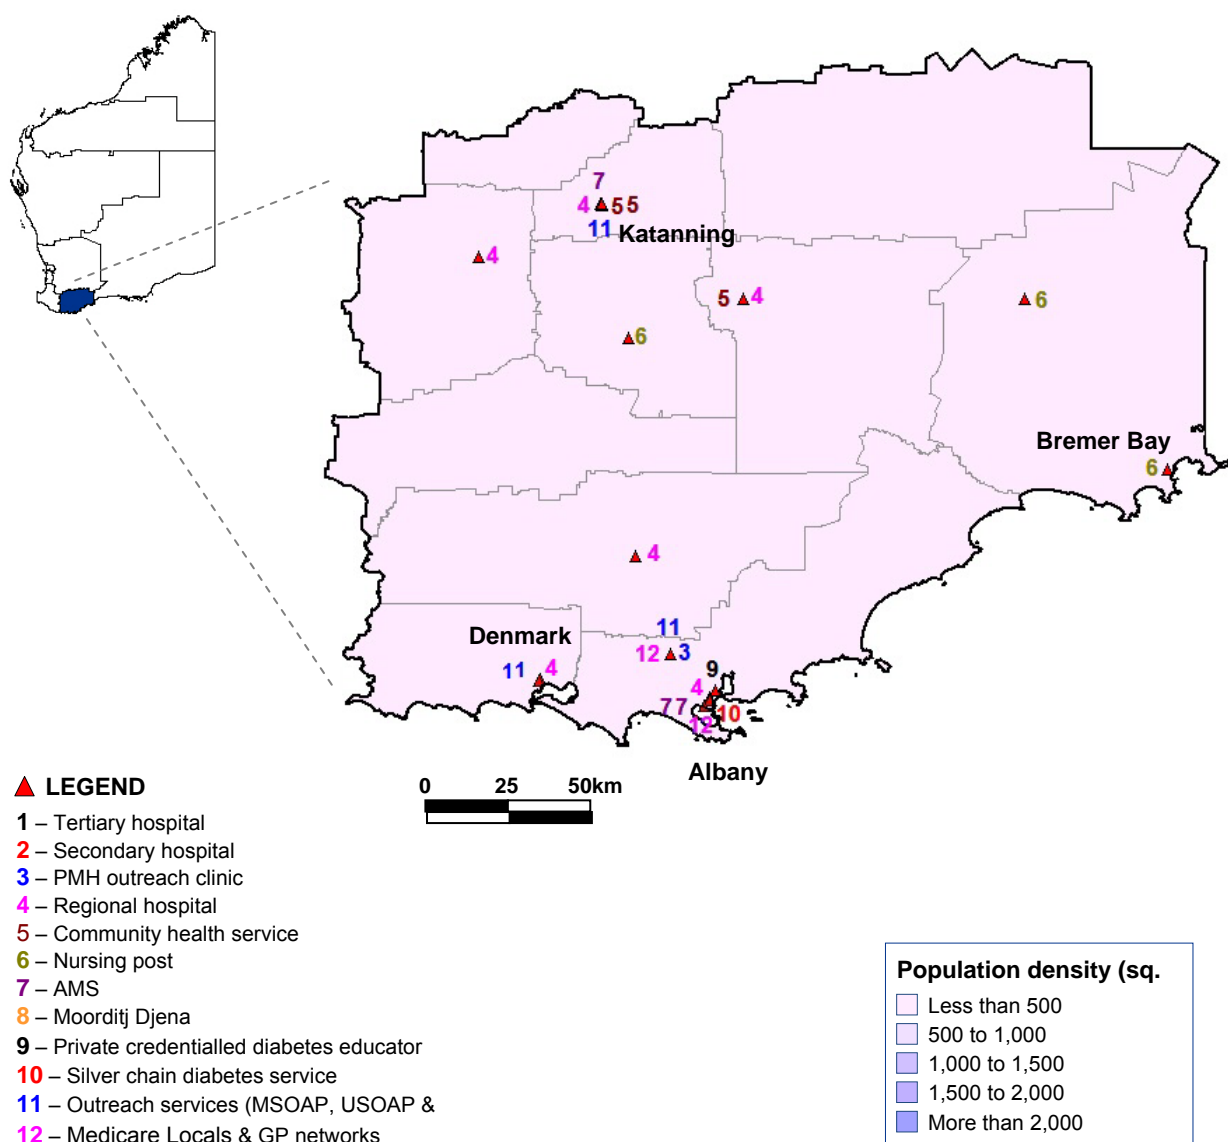 7
4
5 5
11
Katanning
4
5
4
6
6
Bremer Bay
6
4
Denmark
11
12
3
11
4
9
4
7 7
10
12
Albany
0 25 50km
LEGEND
1 – Tertiary hospital
2 – Secondary hospital
3 – PMH outreach clinic
4 – Regional hospital
5 – Community health service
6 – Nursing post
7 – AMS
8 – Moorditj Djena
9 – Private credentialled diabetes educator
10 – Silver chain diabetes service
11 – Outreach services (MSOAP, USOAP &
12 – Medicare Locals & GP networks
Population density (sq.
Less than 500
500 to 1,000
1,000 to 1,500
1,500 to 2,000
More than 2,000